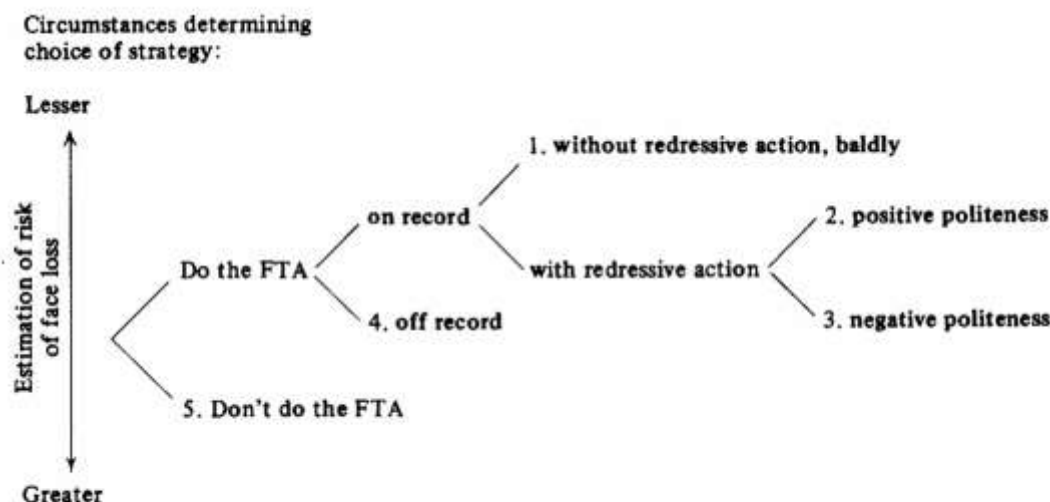 Circumstances determining
choice of strategy:
Lesser
1. without redressive action, baldly
on record
2. positive politeness
Do the FTA
with redressive action
4. off record
3. negative politeness
5. Don't do the FTA
Estimation of risk
of face loss
Greater